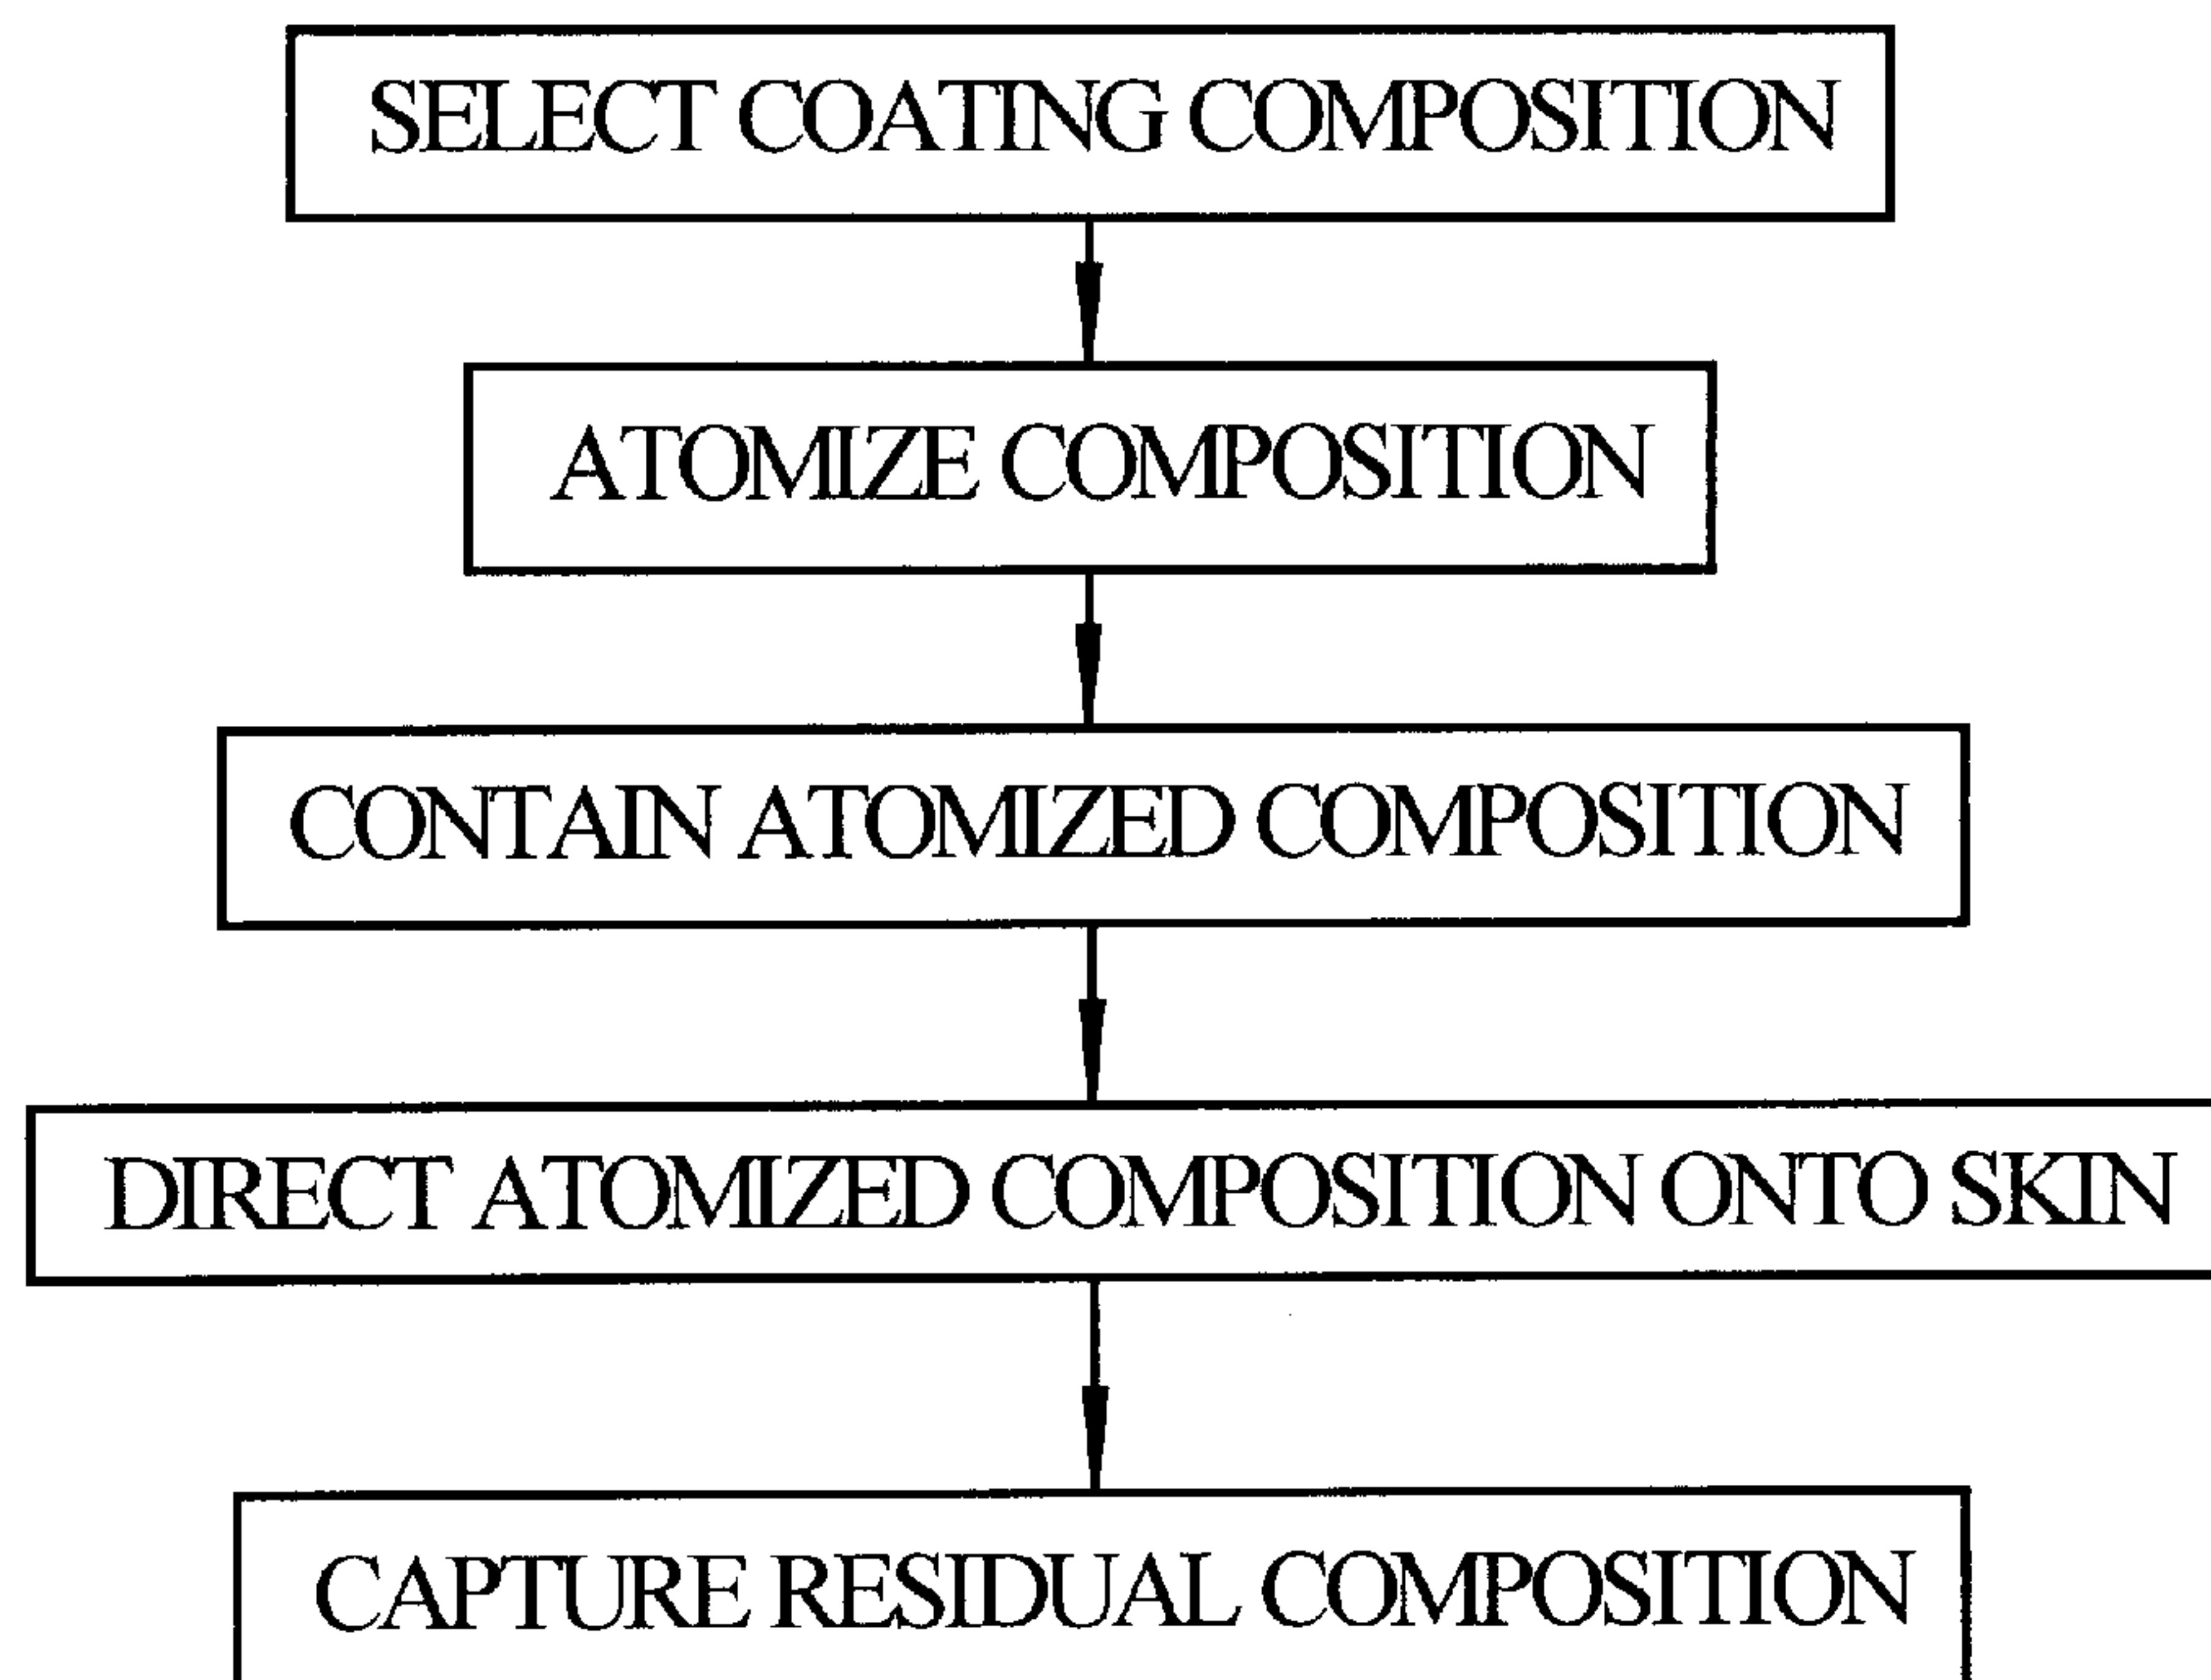 SELECT COATING COMPOSITION
ATOMIZE COMPOSITION
CONTAIN ATOMIZED COMPOSITION
DIRECT ATOMIZED COMPOSITION ONTO SKIN
CAPTURE RESIDUAL COMPOSITION